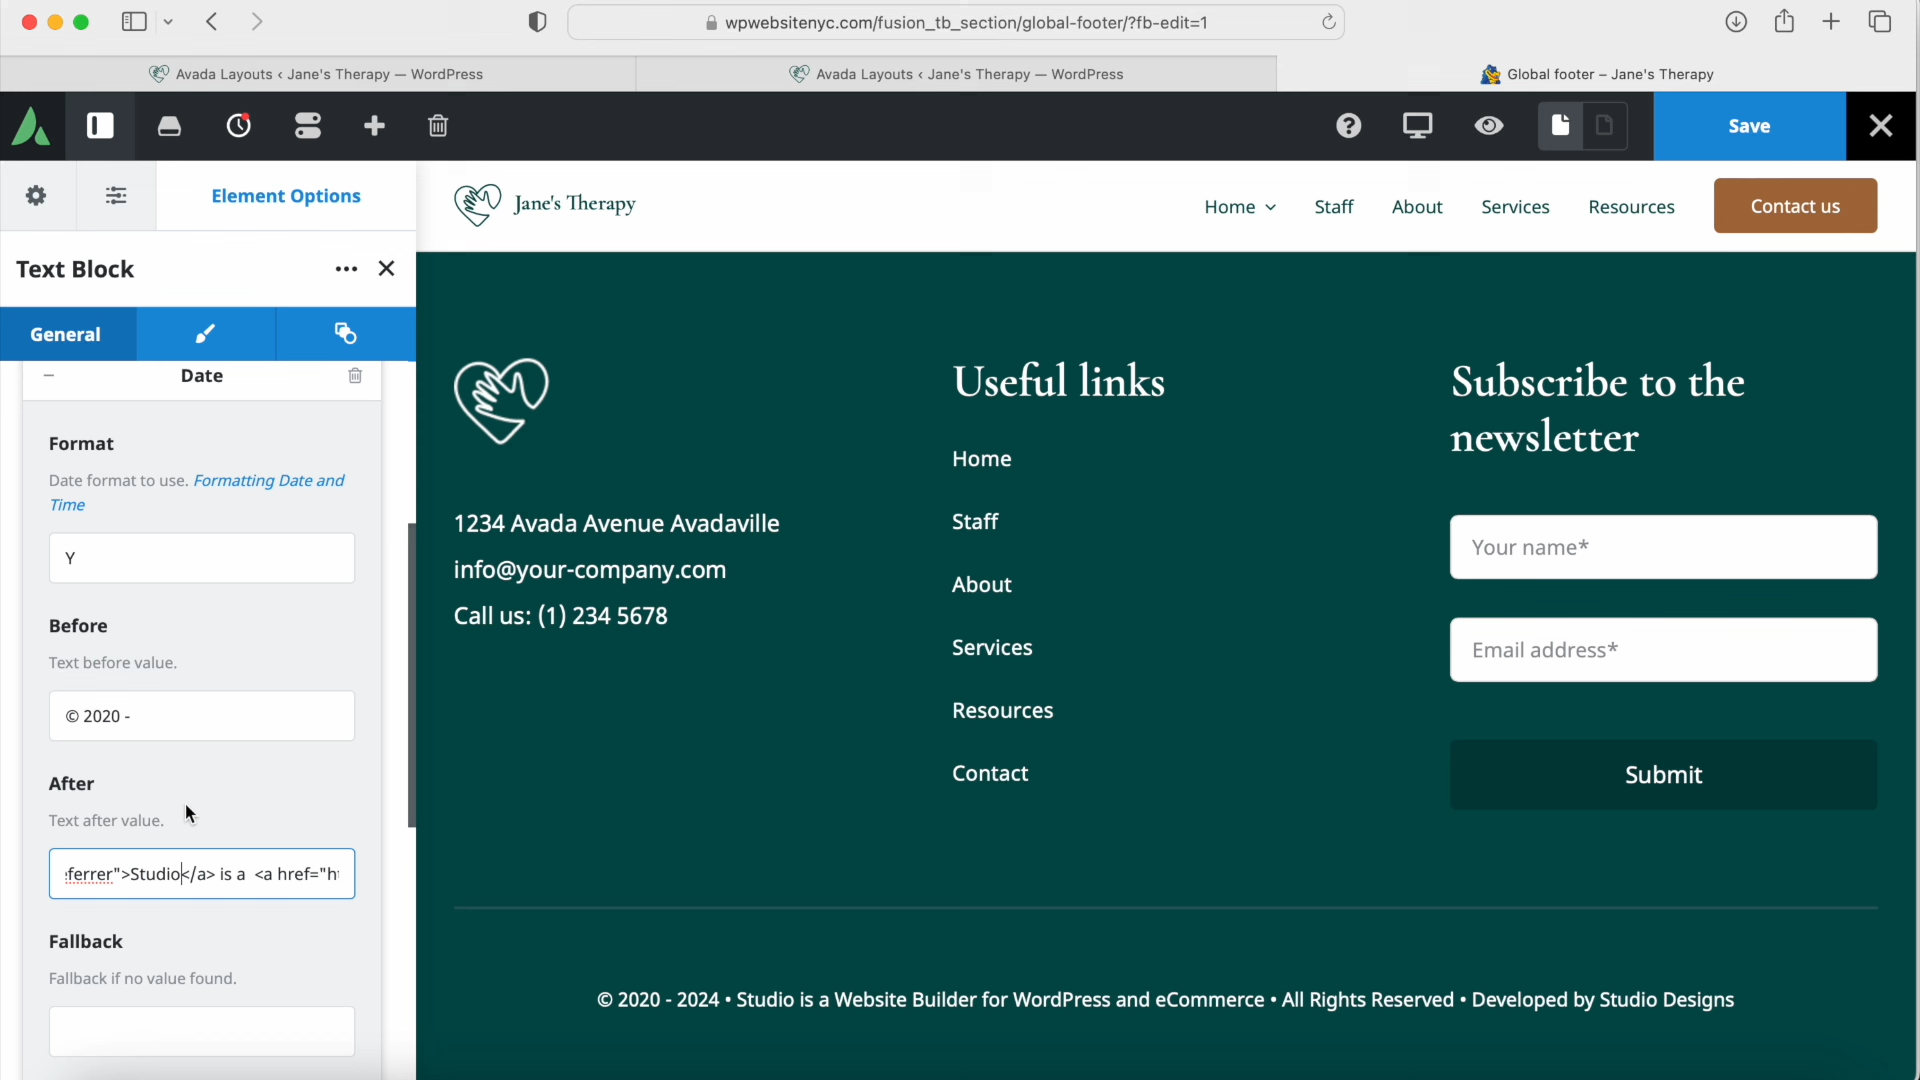 wpwebsitenyc.com/fusion_tb_section/global-footer/?fb-edit=1
Avada Layouts ‹ Jane's Therapy — WordPress
Avada Layouts ‹ Jane's Therapy — WordPress
Global footer – Jane's Therapy
Save
Element Options
Text Block
General
Date
Format
Date format to use. Formatting Date and
Time
Y
Before
Text before value.
© 2020 -
After
Text after value.
ferrer">Studio</a> is a <a href="h
Fallback
Fallback if no value found.
Jane's Therapy
Home
Staff
About
Services
Resources
Contact us
1234 Avada Avenue Avadaville
info@your-company.com
Call us: (1) 234 5678
Useful links
Home
Staff
About
Services
Resources
Contact
Subscribe to the
newsletter
Your name*
Email address*
Submit
© 2020 - 2024 • Studio is a Website Builder for WordPress and eCommerce • All Rights Reserved • Developed by Studio Designs